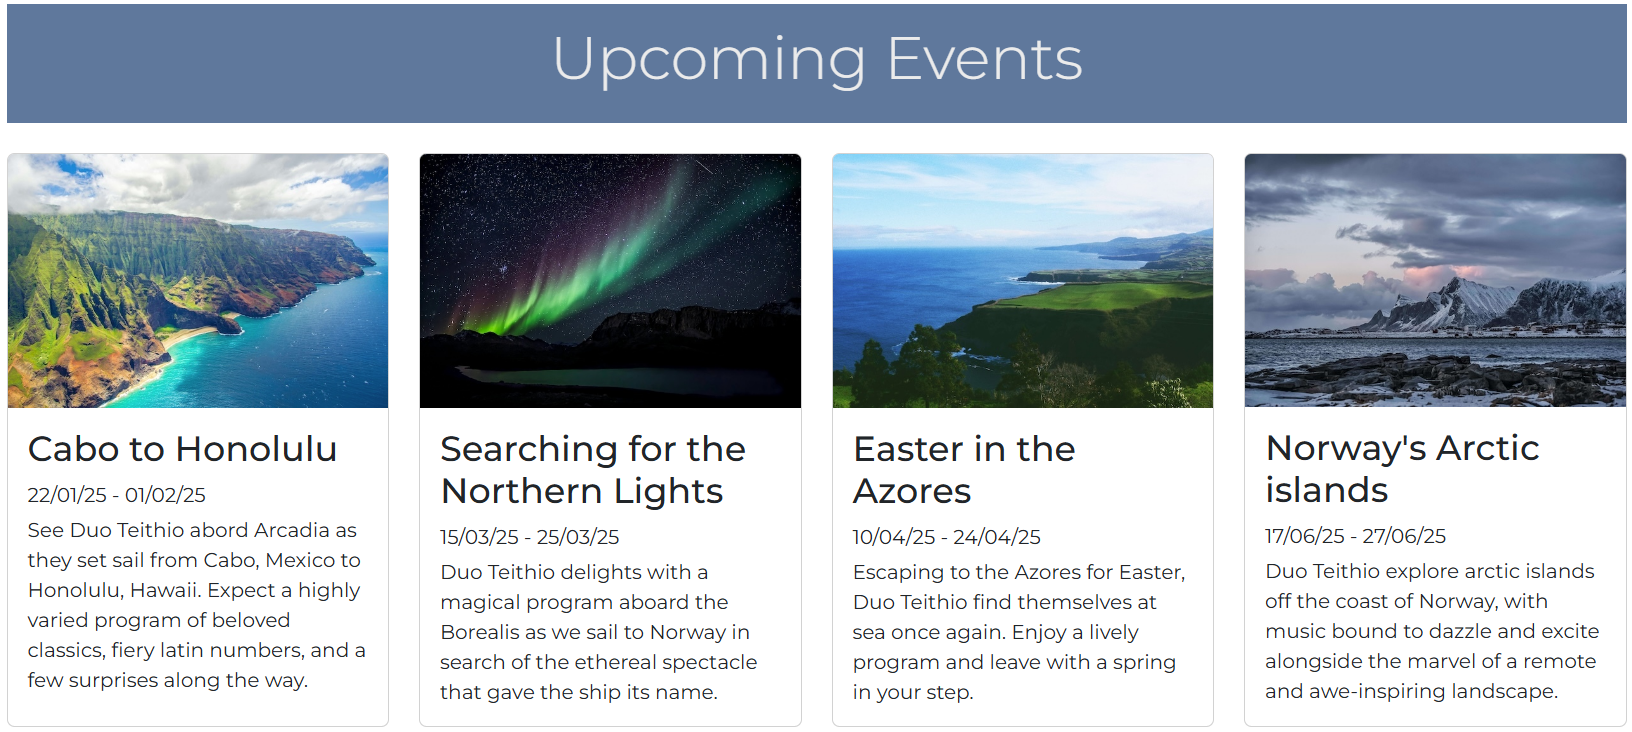 Upcoming Events
Cabo to Honolulu
22/01/25 - 01/02/25
See Duo Teithio abord Arcadia as
they set sail from Cabo, Mexico to
Honolulu, Hawaii. Expect a highly
varied program of beloved
classics, fiery latin numbers, and a
few surprises along the way.
Searching for the
Northern Lights
15/03/25 - 25/03/25
Duo Teithio delights with a
magical program aboard the
Borealis as we sail to Norway in
search of the ethereal spectacle
that gave the ship its name.
Easter in the
Azores
10/04/25 - 24/04/25
Escaping to the Azores for Easter,
Duo Teithio find themselves at
sea once again. Enjoy a lively
program and leave with a spring
in your step.
Norway's Arctic
islands
17/06/25 - 27/06/25
Duo Teithio explore arctic islands
off the coast of Norway, with
music bound to dazzle and excite
alongside the marvel of a remote
and awe-inspiring landscape.